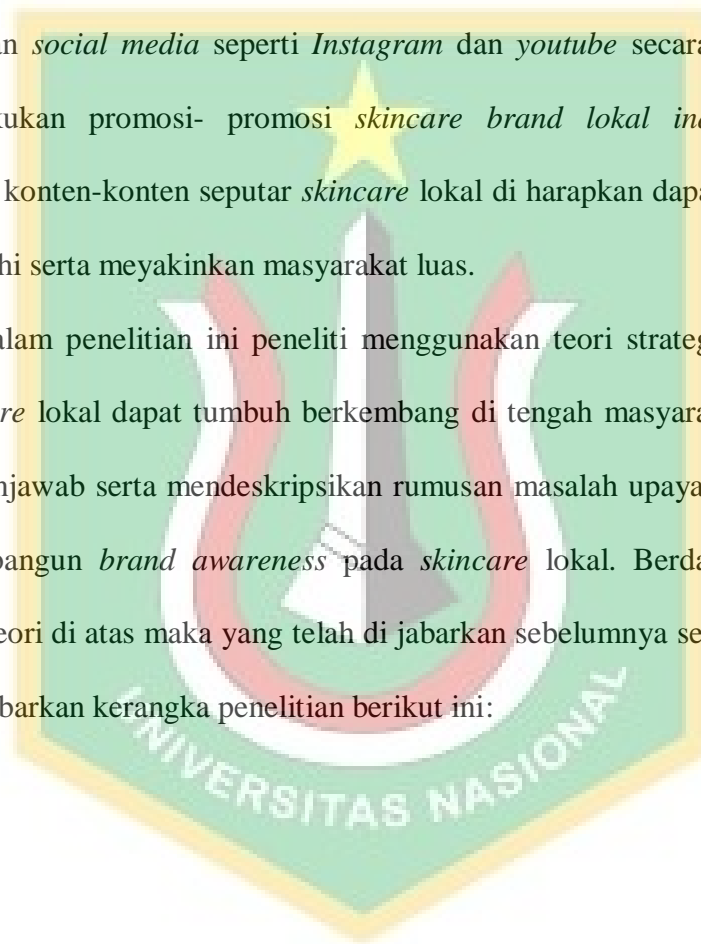 an social media seperti Instagram dan youtube secara
kukan promosi- promosi skincare brand lokal ind
konten-konten seputar skincare lokal di harapkan dapa
hi serta meyakinkan masyarakat luas.
alam penelitian ini peneliti menggunakan teori strateg
re lokal dapat tumbuh berkembang di tengah masyara
njawab serta mendeskripsikan rumusan masalah upaya
bangun brand awareness pada skincare lokal. Berda
eori di atas maka yang telah di jabarkan sebelumnya se
barkan kerangka penelitian berikut ini:
UNIVERSITAS NASIONAL